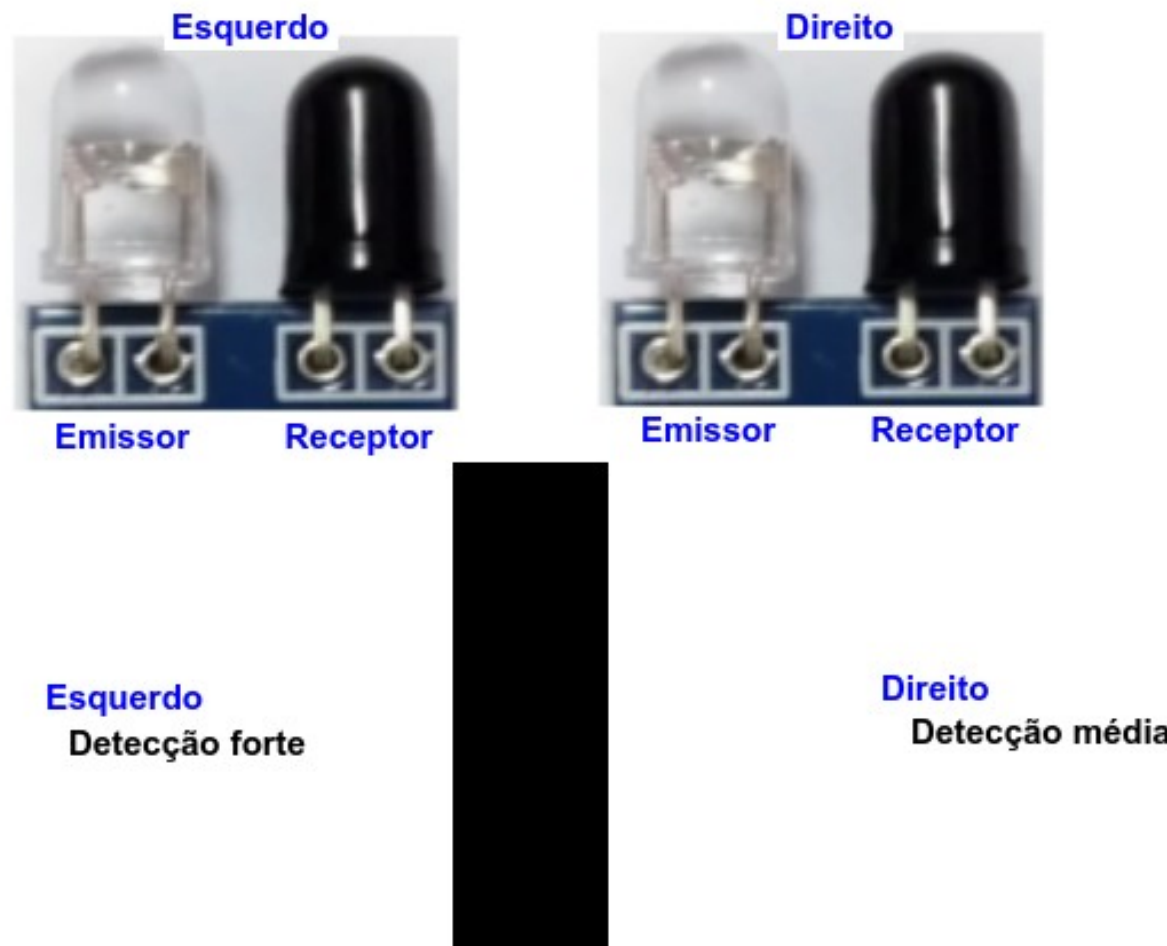 Esquerdo
Direito
Emissor
Receptor
Emissor
Receptor
Esquerdo
Detecção forte
Direito
Detecção média